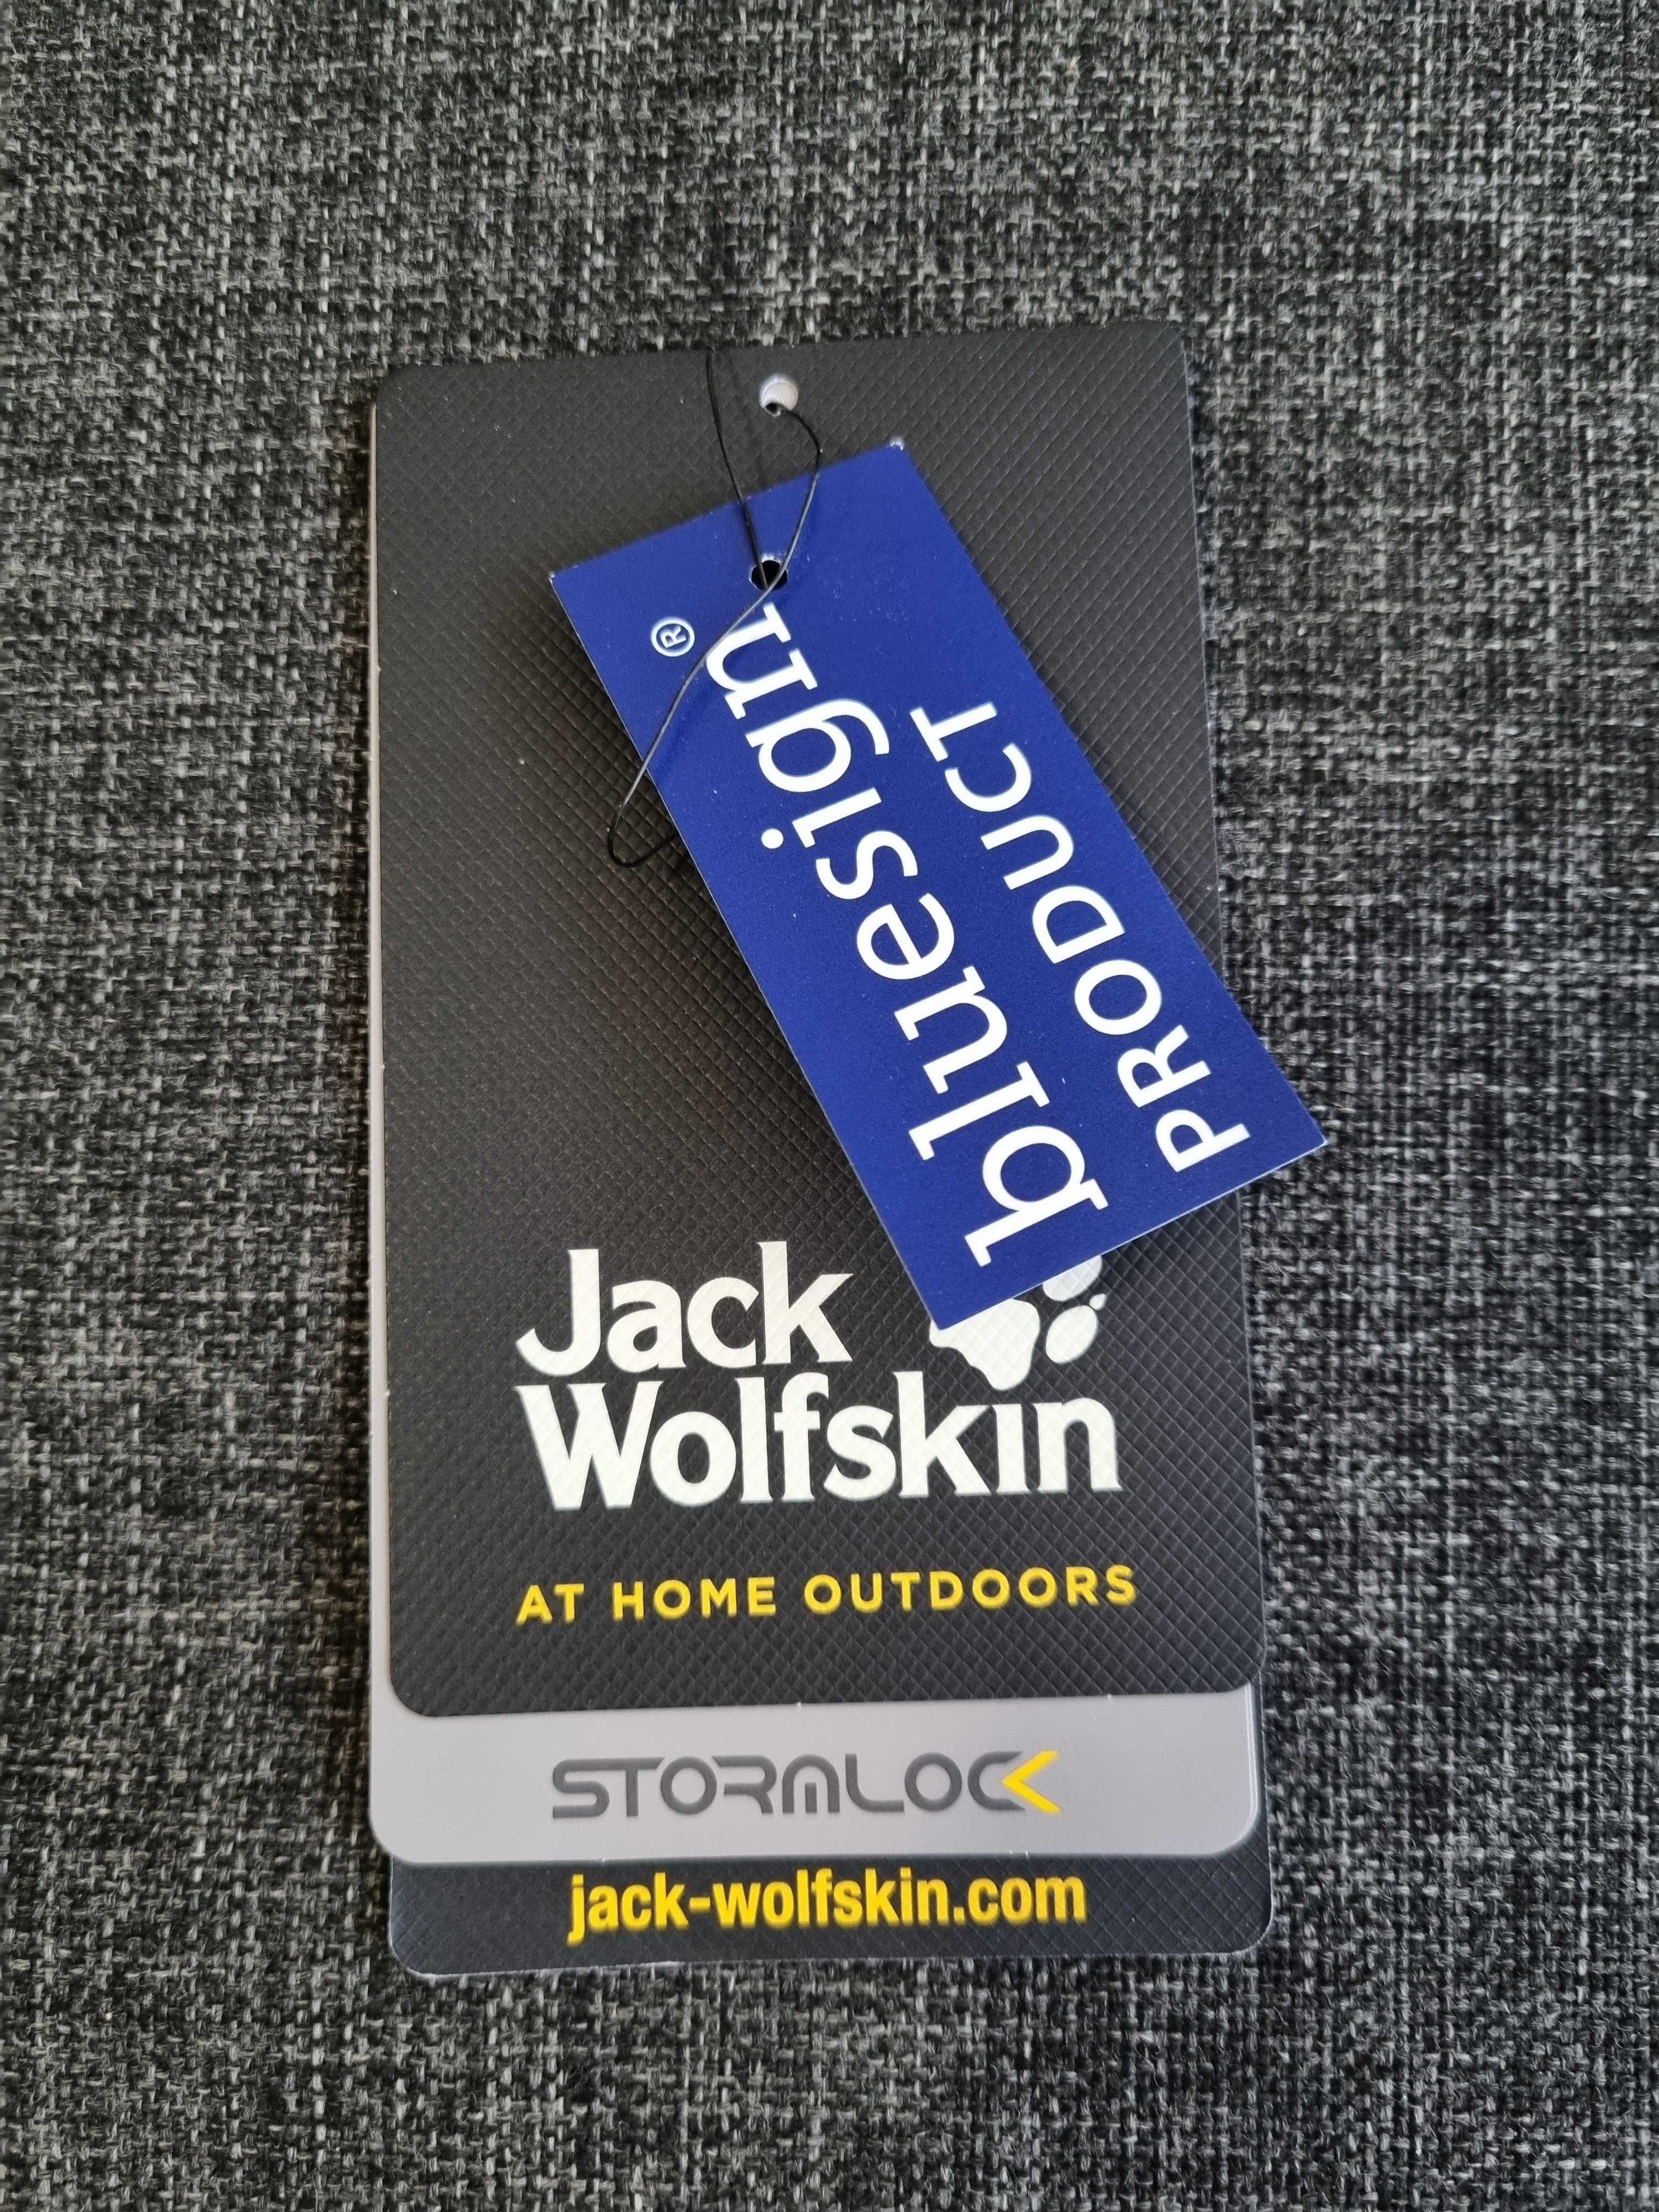 bluesign®
PRODUCT
Jack
Wolfskin
AT HOME OUTDOORS
STORMLOCK
jack-wolfskin.com